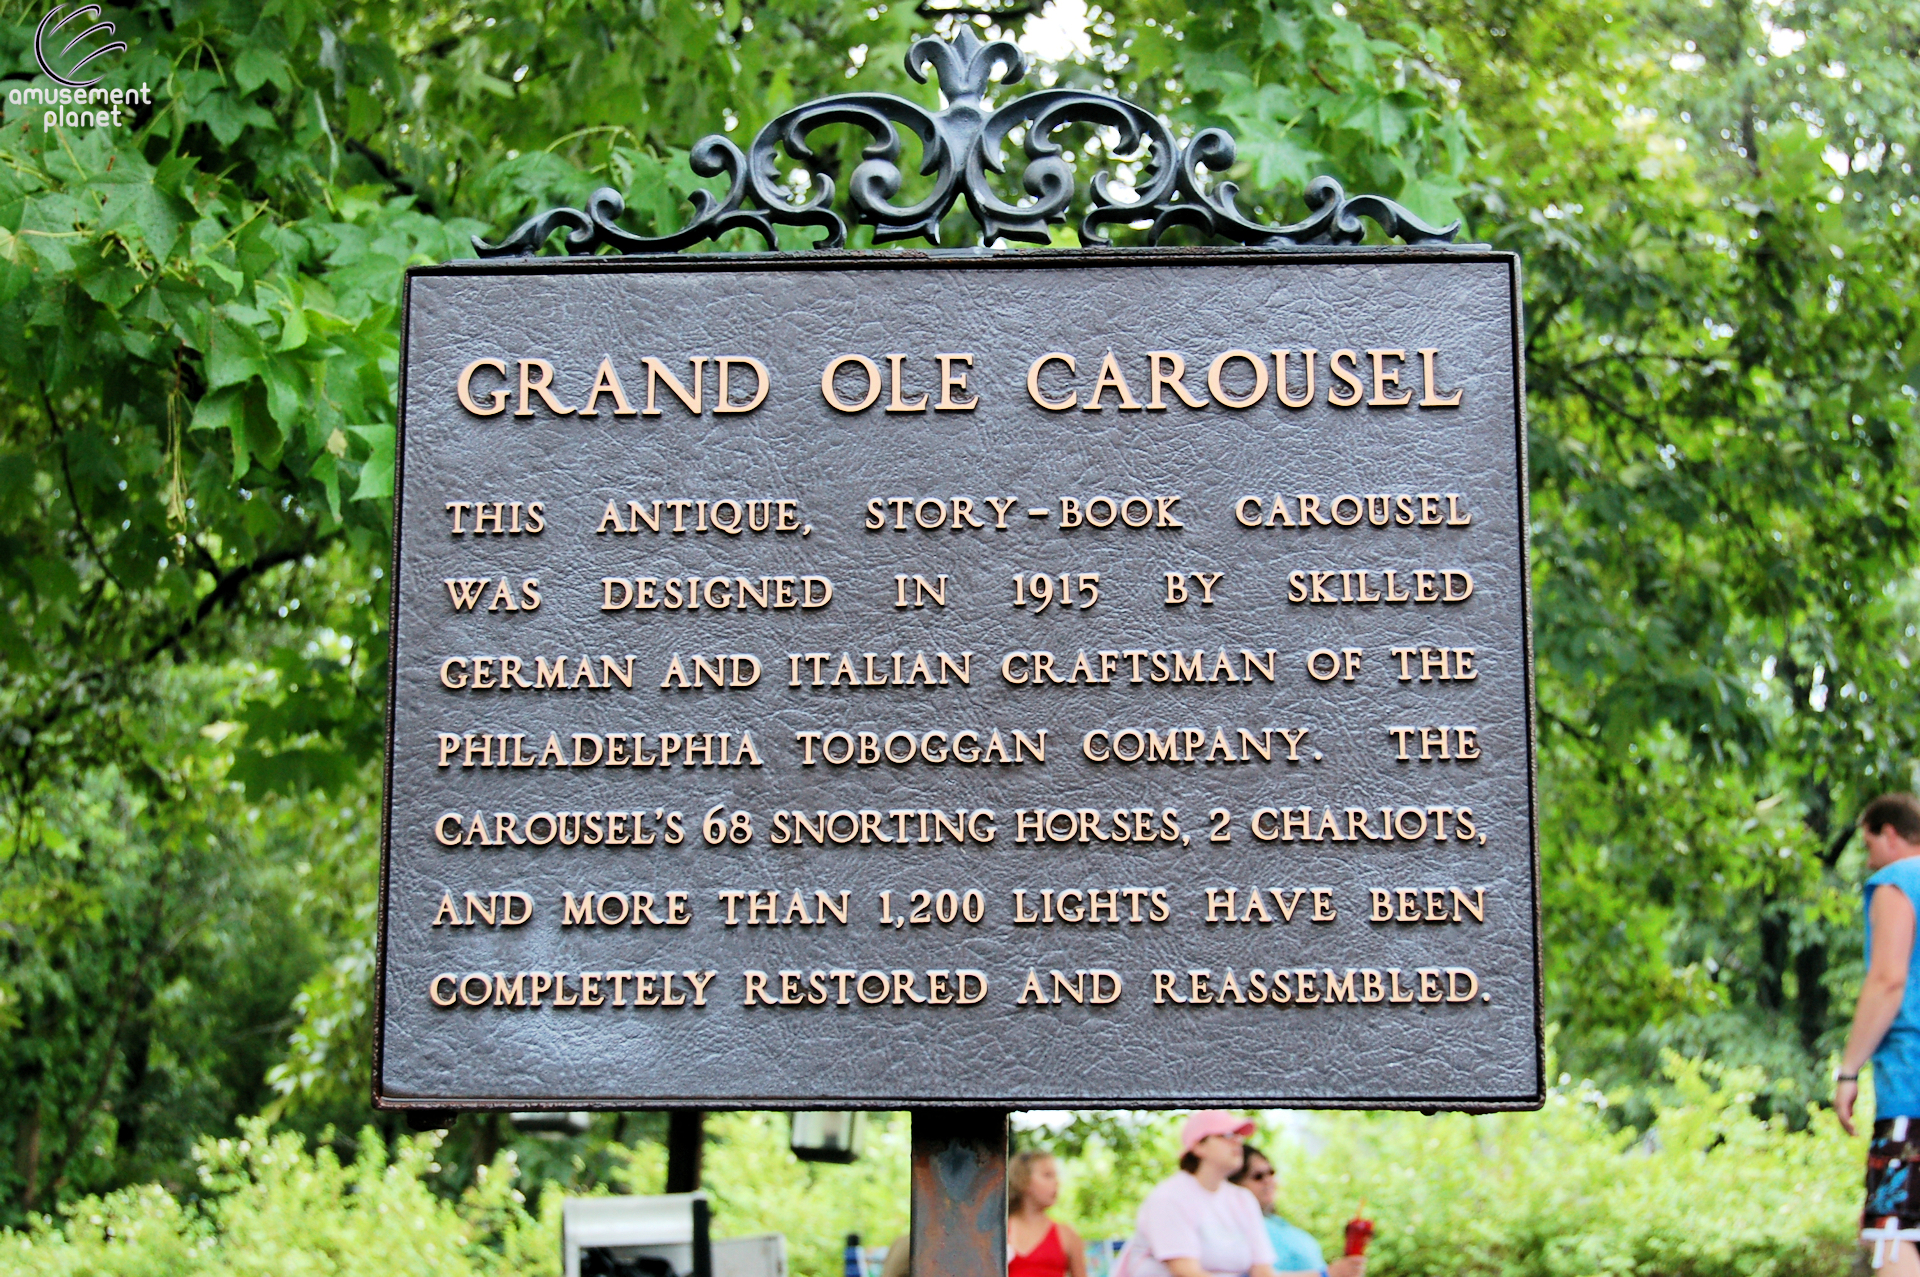 amusement
planet
GRAND OLE CAROUSEL
THIS ANTIQUE, STORY-BOOK CAROUSEL
WAS DESIGNED IN 1915 BY SKILLED
GERMAN AND ITALIAN CRAFTSMAN OF THE
PHILADELPHIA TOBOGGAN COMPANY. THE
CAROUSEL'S 68 SNORTING HORSES, 2 CHARIOTS,
AND MORE THAN 1,200 LIGHTS HAVE BEEN
COMPLETELY RESTORED AND REASSEMBLED.